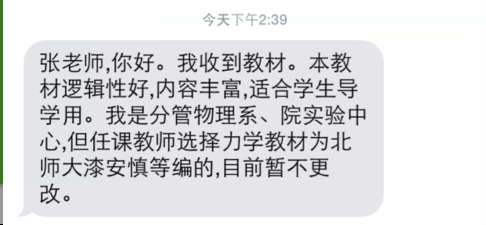 今天下午2:39
张老师,你好。我收到教材。本教
材逻辑性好,内容丰富,适合学生导
学用。我是分管物理系、院实验中
心,但任课教师选择力学教材为北
师大漆安慎等编的,目前暂不更
改。